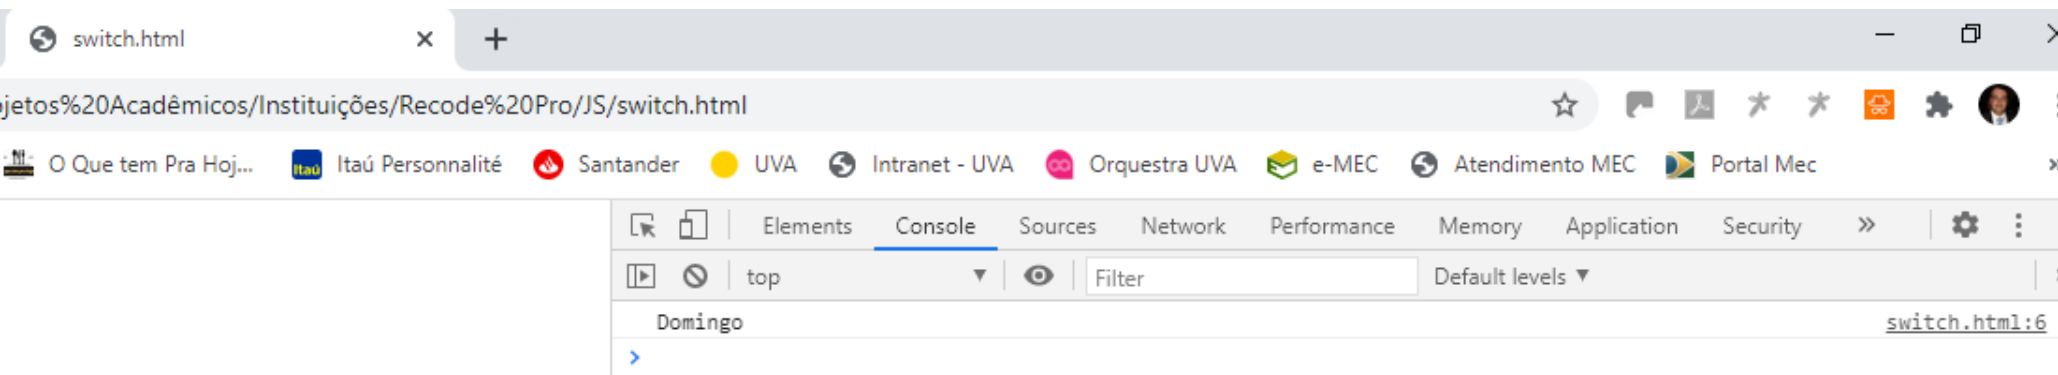 switch.html
jetos%20Acadêmicos/Instituições/Recode%20Pro/JS/switch.html
O Que tem Pra Hoj... Itaú Itaú Personnalité Santander UVA Intranet - UVA Orquestra UVA e-MEC Atendimento MEC Portal Mec »
Elements Console Sources Network Performance Memory Application Security »
top Filter Default levels
Domingo switch.html:6